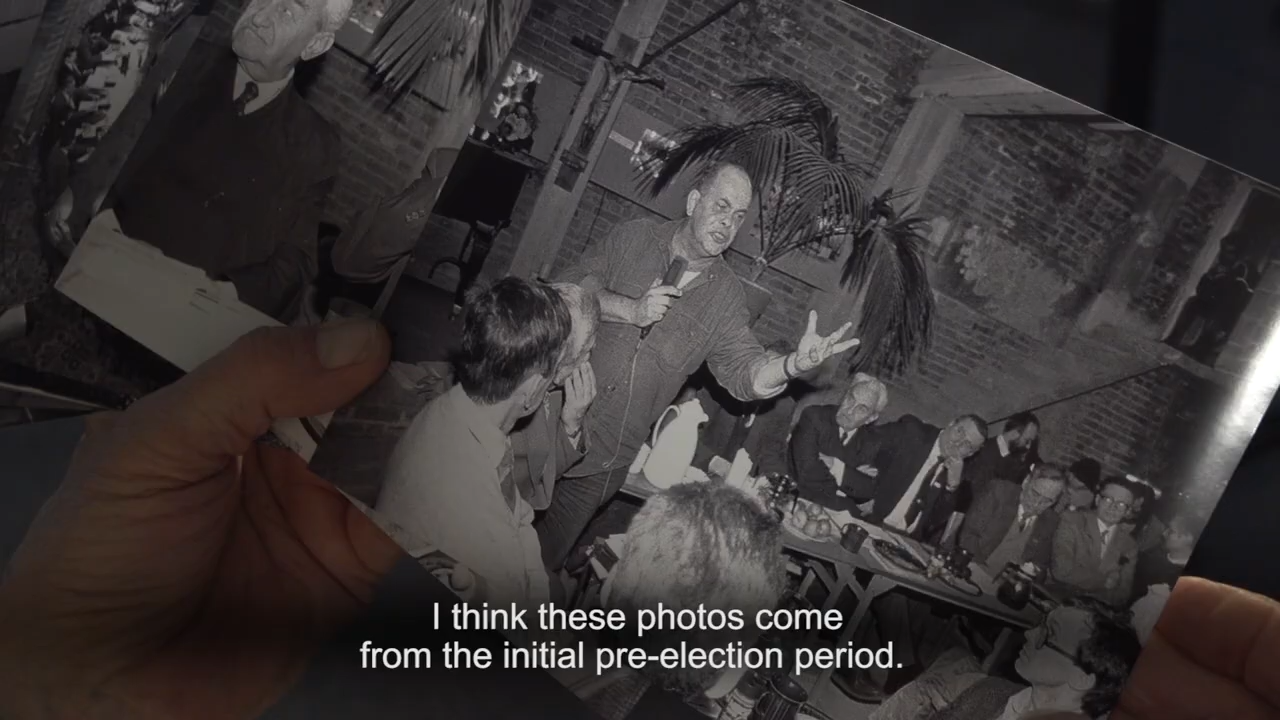 I think these photos come
from the initial pre-election period.